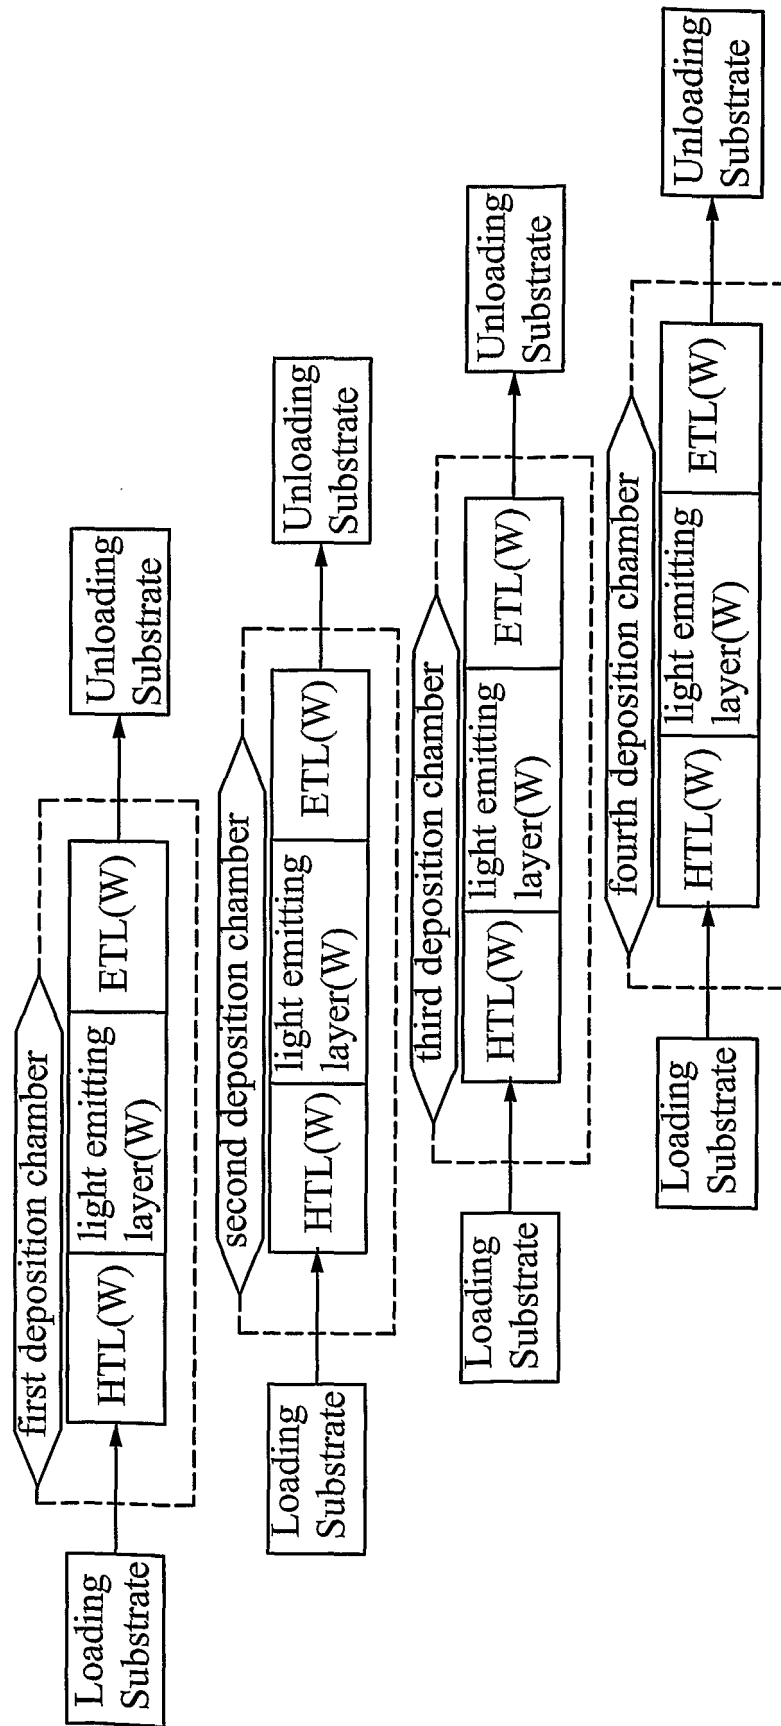 first deposition chamber
Loading
Substrate
HTL(W)
light emitting
layer(W)
ETL(W)
Unloading
Substrate
second deposition chamber
Loading
Substrate
HTL(W)
light emitting
layer(W)
ETL(W)
Unloading
Substrate
third deposition chamber
Loading
Substrate
HTL(W)
light emitting
layer(W)
ETL(W)
Unloading
Substrate
fourth deposition chamber
Loading
Substrate
HTL(W)
light emitting
layer(W)
ETL(W)
Unloading
Substrate